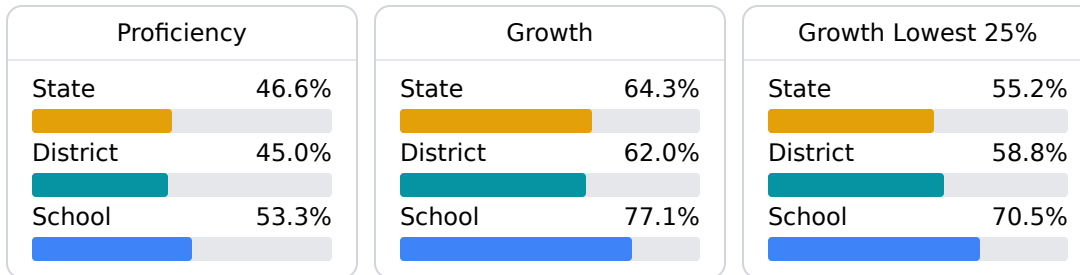 Proficiency
State 46.6%
District 45.0%
School 53.3%
Growth
State 64.3%
District 62.0%
School 77.1%
Growth Lowest 25%
State 55.2%
District 58.8%
School 70.5%